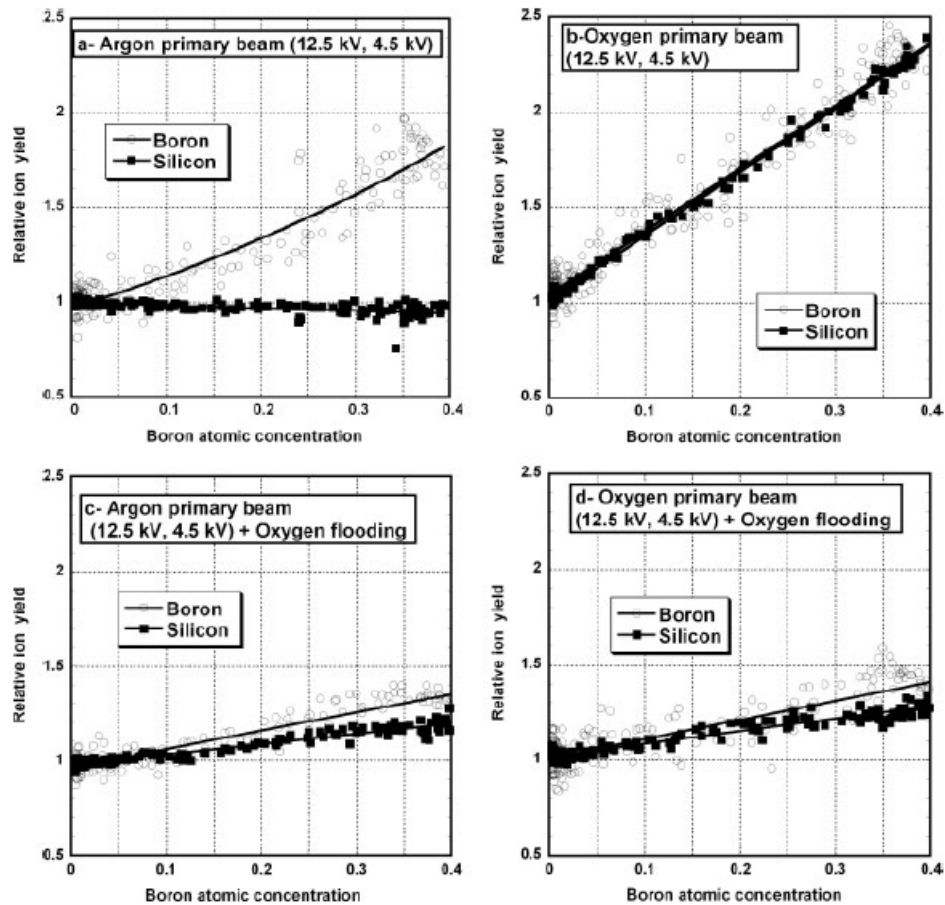 2.5
a- Argon primary beam (12.5 kV, 4.5 kV)
2
Boron
Silicon
1.5
1
0.5
0 0.1 0.2 0.3 0.4
Boron atomic concentration
Relative ion yield
2.5
b-Oxygen primary beam
(12.5 kV, 4.5 kV)
2
1.5
1
Boron
Silicon
0.5
0 0.1 0.2 0.3 0.4
Boron atomic concentration
Relative ion yield
2.5
c- Argon primary beam
(12.5 kV, 4.5 kV) + Oxygen flooding
2
Boron
Silicon
1.5
1
0.5
0 0.1 0.2 0.3 0.4
Boron atomic concentration
Relative ion yield
2.5
d- Oxygen primary beam
(12.5 kV, 4.5 kV) + Oxygen flooding
2
Boron
Silicon
1.5
1
0.5
0 0.1 0.2 0.3 0.4
Boron atomic concentration
Relative ion yield